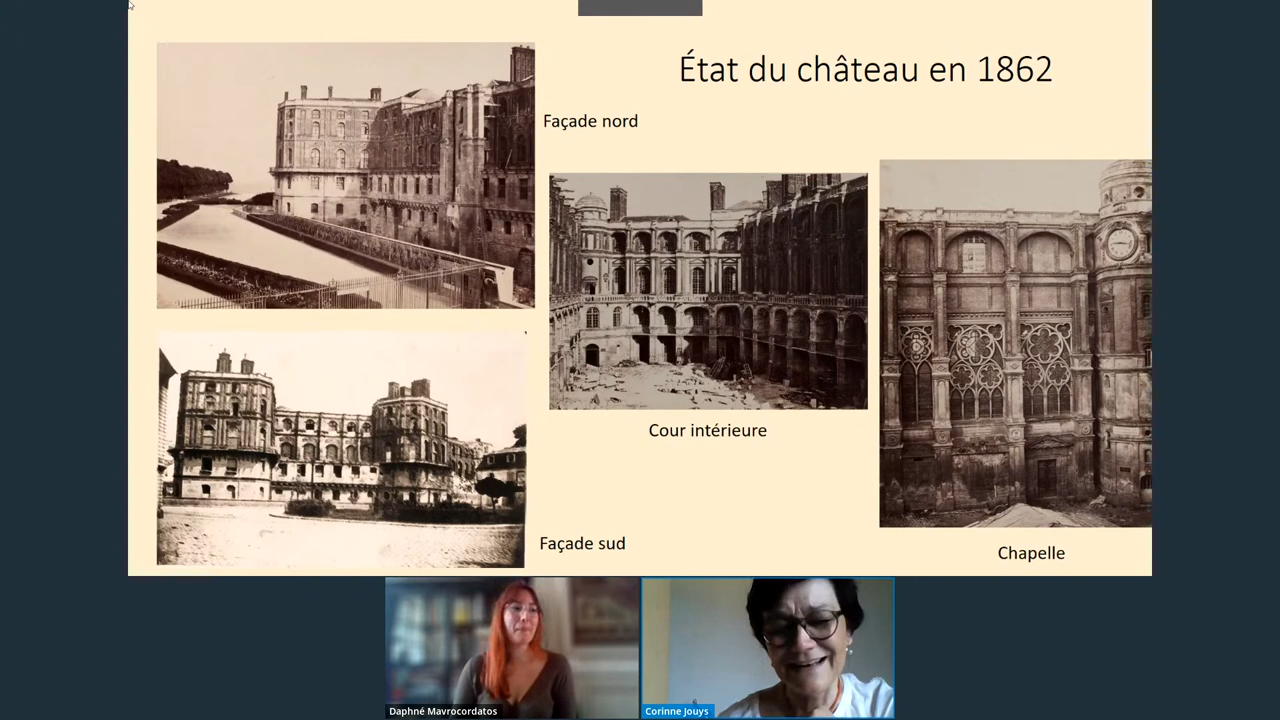 État du château en 1862
Façade nord
Cour intérieure
Façade sud
Chapelle
Daphné Mavrocordatos
Corinne Jouys